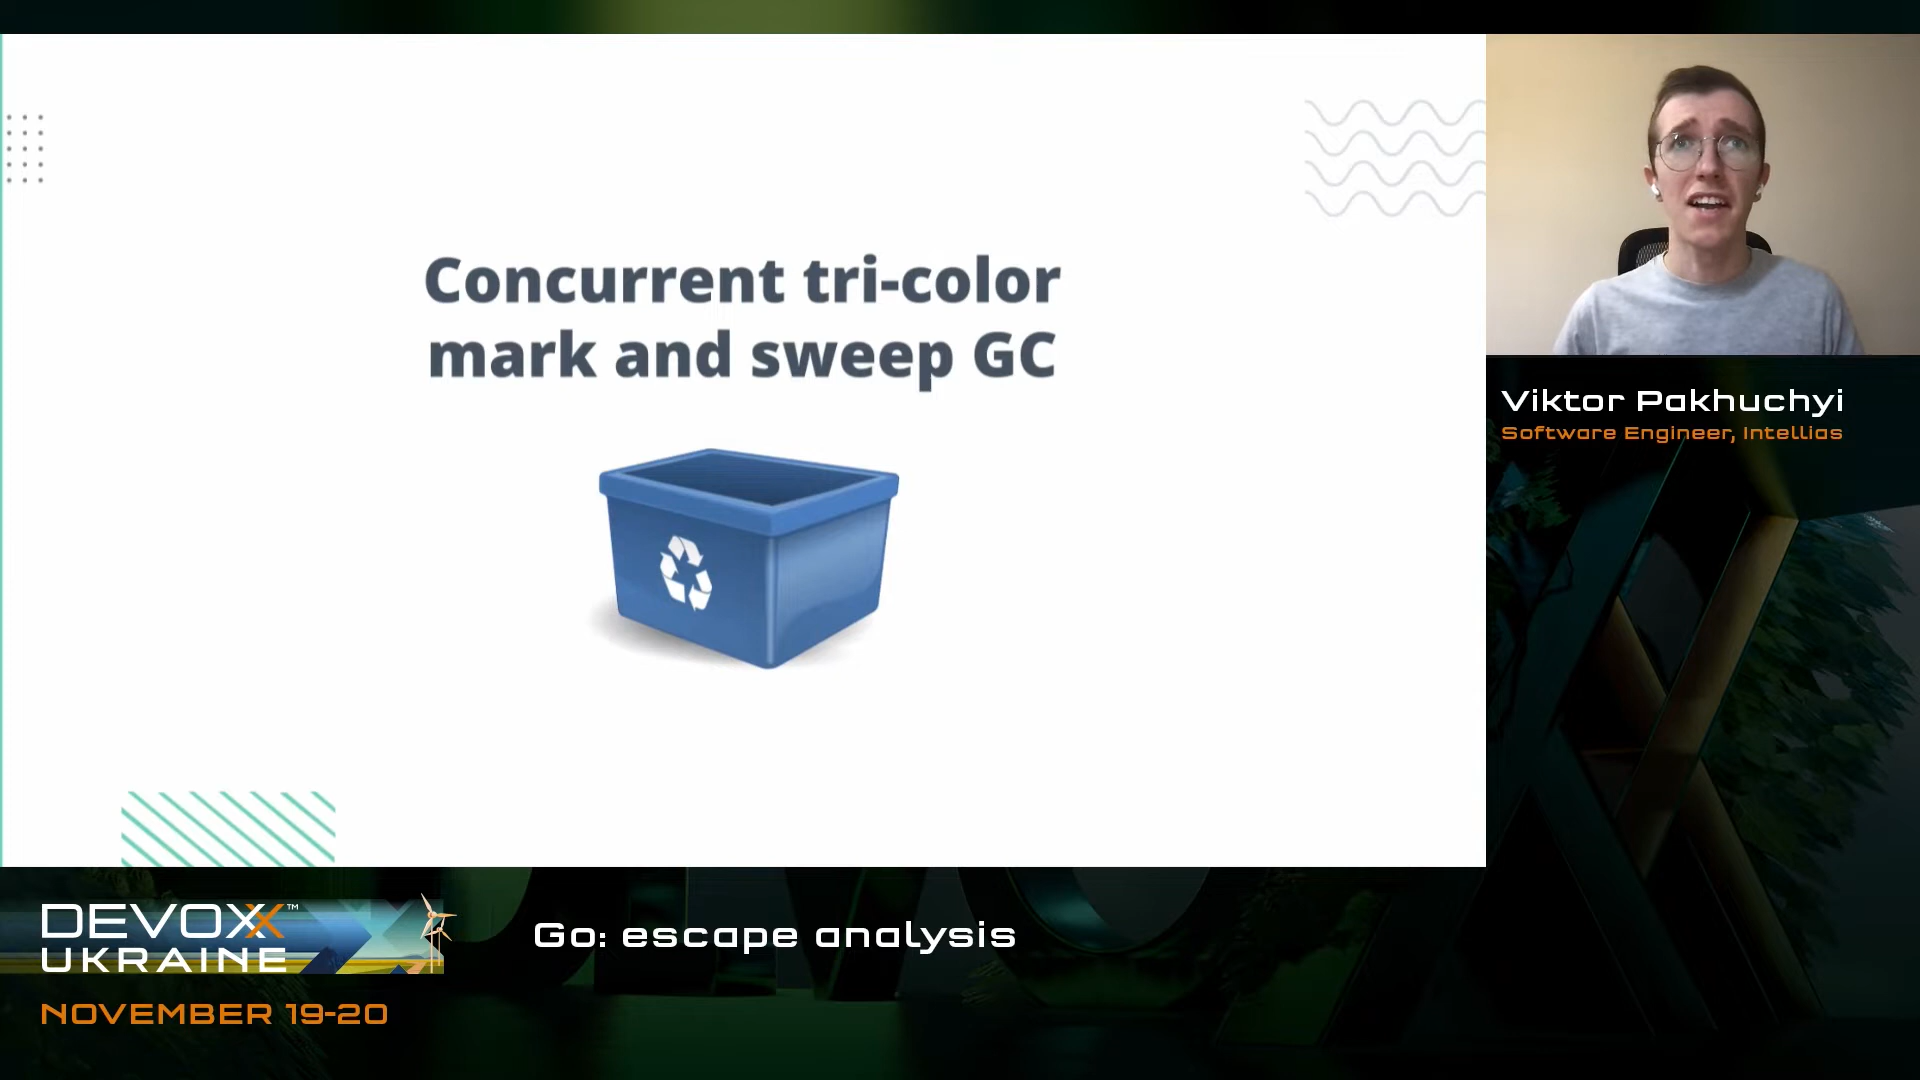 Concurrent tri-color
mark and sweep GC
Viktor Pakhuchyi
Software Engineer, Intellias
DEVOXX™
UKRAINE
Go: escape analysis
NOVEMBER 19-20